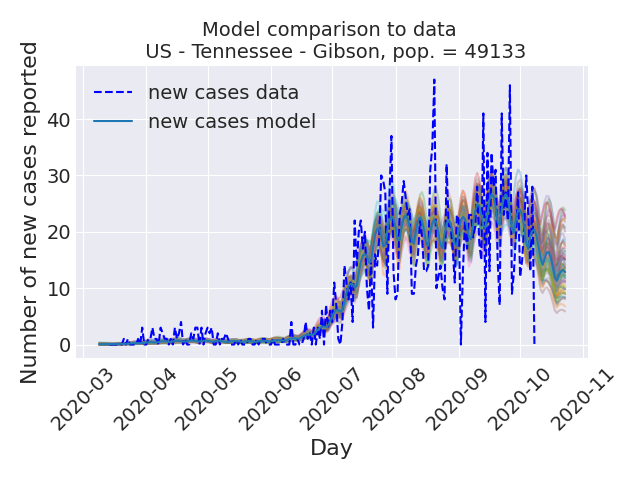 Model comparison to data
US - Tennessee - Gibson, pop. = 49133
Number of new cases reported
new cases data
new cases model
40
30
20
10
0
2020-03
2020-04
2020-05
2020-06
2020-07
2020-08
2020-09
2020-10
2020-11
Day